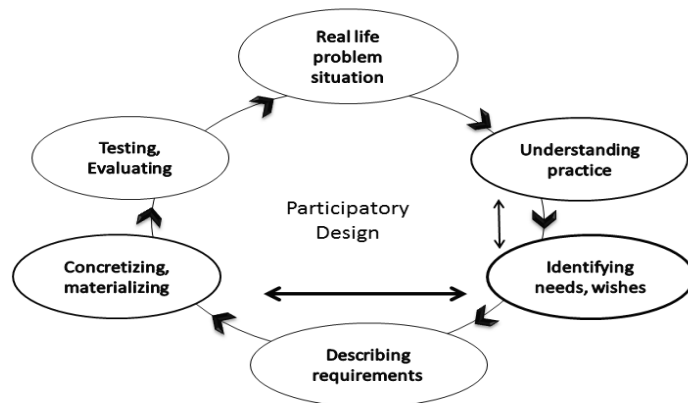 Real life
problem
situation
Understanding
practice
Identifying
needs, wishes
Describing
requirements
Concretizing,
materializing
Testing,
Evaluating
Participatory
Design